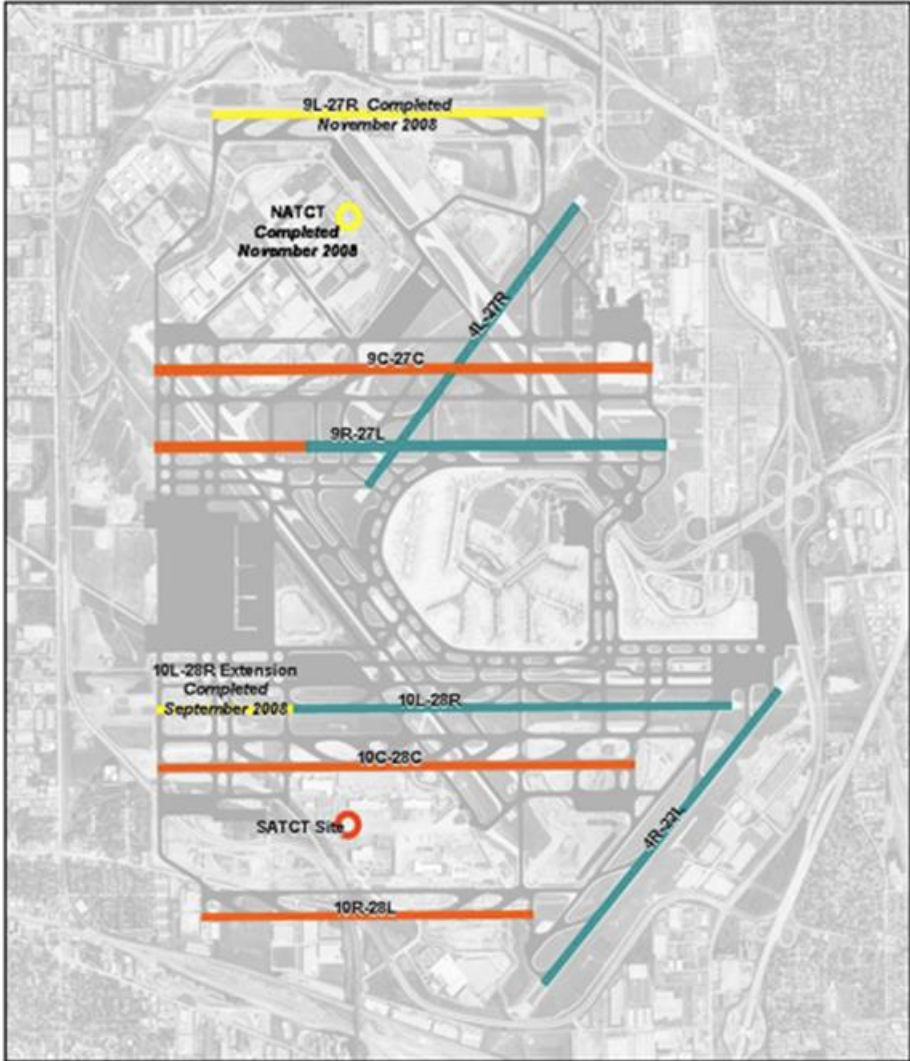 9L-27R Completed
November 2008
NATCT
Completed
November 2008
4L-27R
9C-27C
9R-27L
10L-28R Extension
Completed
September 2008
10L-28R
10C-28C
SATCT Site
4R-22L
10R-28L